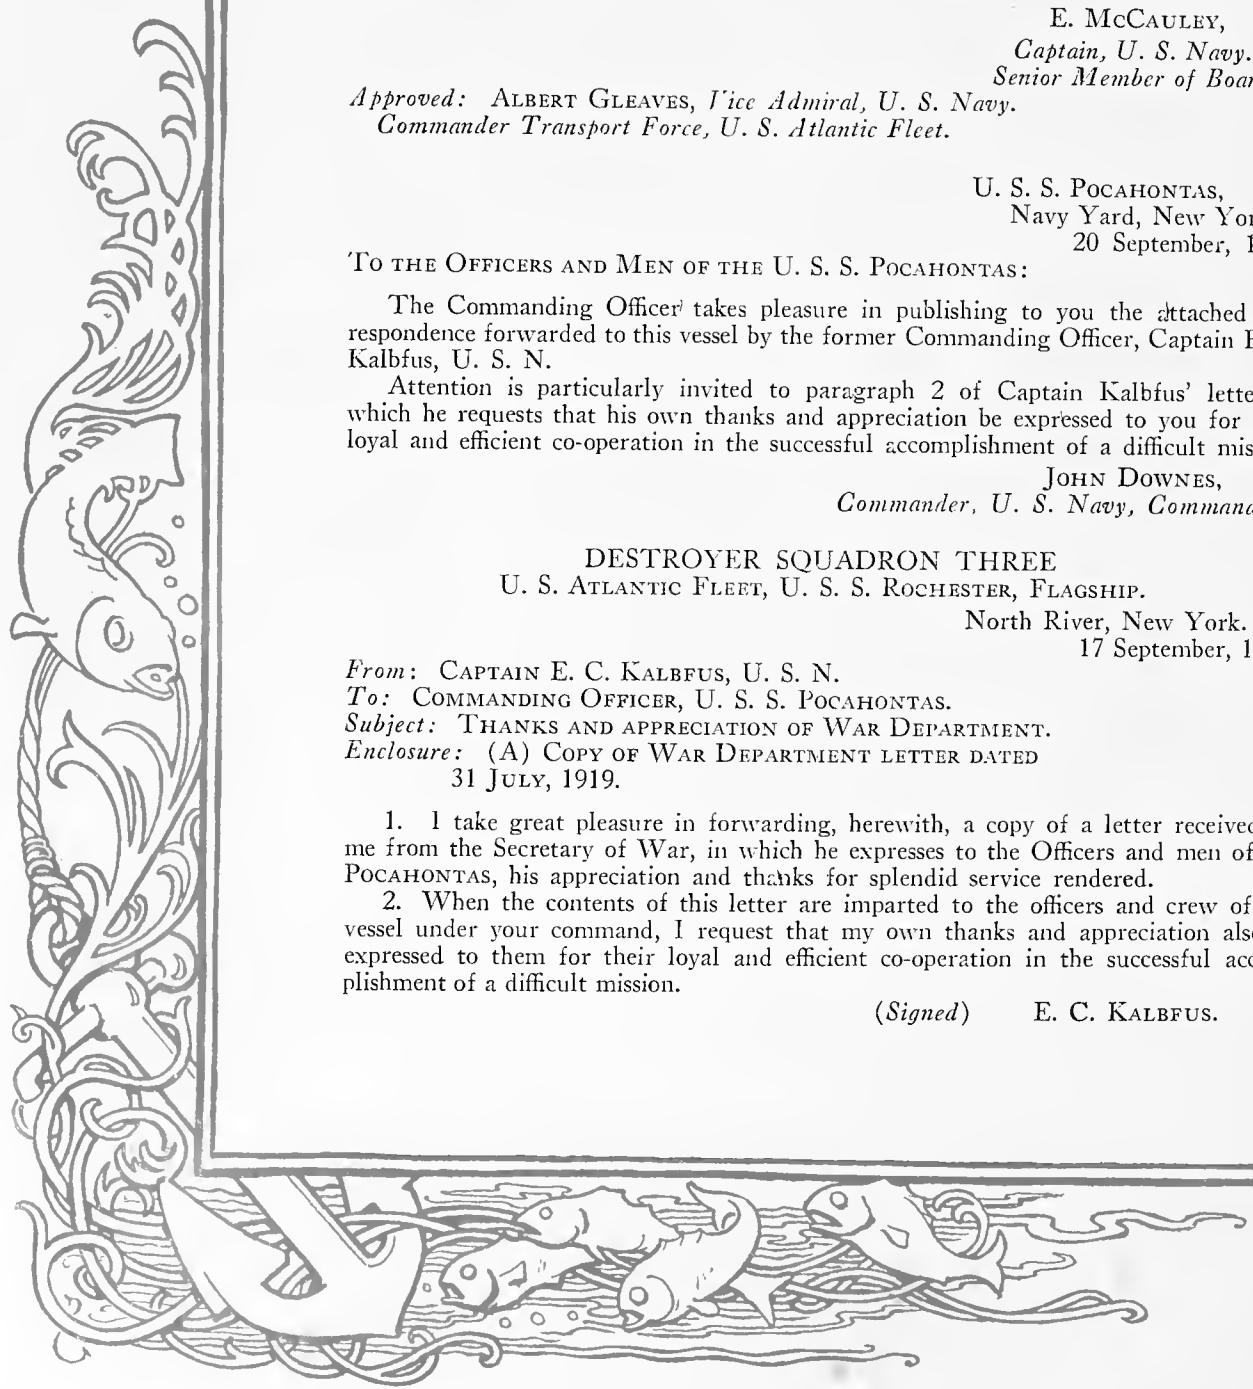 E. McCauley,
Captain, U. S. Navy.
Senior Member of Boar
Approved: Albert Gleaves, Vice Admiral, U. S. Navy.
Commander Transport Force, U. S. Atlantic Fleet.
U. S. S. Pocahontas,
Navy Yard, New Yor
20 September, 1
To the Officers and Men of the U. S. S. Pocahontas:
The Commanding Officer takes pleasure in publishing to you the attached
respondence forwarded to this vessel by the former Commanding Officer, Captain E
Kalbfus, U. S. N.
Attention is particularly invited to paragraph 2 of Captain Kalbfus' lette
which he requests that his own thanks and appreciation be expressed to you for
loyal and efficient co-operation in the successful accomplishment of a difficult mis
John Downes,
Commander, U. S. Navy, Command
DESTROYER SQUADRON THREE
U. S. Atlantic Fleet, U. S. S. Rochester, Flagship.
North River, New York.
17 September, 1
From: Captain E. C. Kalbfus, U. S. N.
To: Commanding Officer, U. S. S. Pocahontas.
Subject: Thanks and appreciation of War Department.
Enclosure: (A) Copy of War Department letter dated
31 July, 1919.
1. I take great pleasure in forwarding, herewith, a copy of a letter received
me from the Secretary of War, in which he expresses to the Officers and men of
Pocahontas, his appreciation and thanks for splendid service rendered.
2. When the contents of this letter are imparted to the officers and crew of
vessel under your command, I request that my own thanks and appreciation also
expressed to them for their loyal and efficient co-operation in the successful acc
plishment of a difficult mission.
(Signed) E. C. Kalbfus.